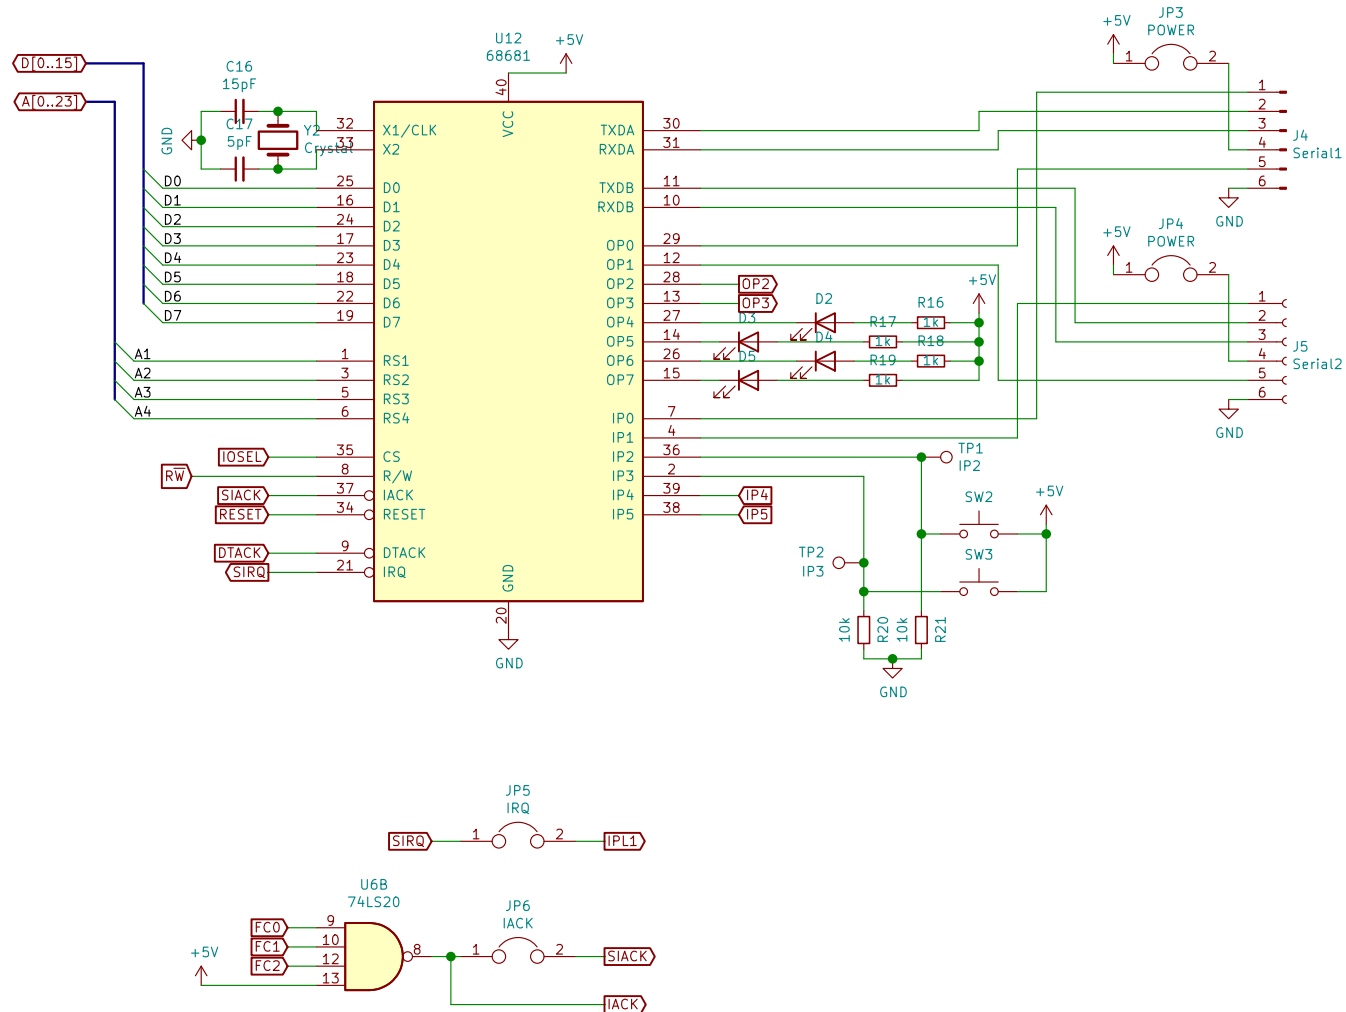 D[0..15]
A[0..23]
C16
15pF
C17
5pF
GND
Y2
Crystal
U12
68681
+5V
40
VCC
32 X1/CLK
33 X2
D0 25 D0
D1 16 D1
D2 24 D2
D3 17 D3
D4 23 D4
D5 18 D5
D6 22 D6
D7 19 D7
A1 1 RS1
A2 3 RS2
A3 5 RS3
A4 6 RS4
IOSEL 35 CS
RW̅ 8 R/W
SIACK 37 IACK
RESET 34 RESET
DTACK 9 DTACK
SIRQ 21 IRQ
GND
20
GND
TXDA 30
RXDA 31
TXDB 11
RXDB 10
OP0 29
OP1 12
OP2 28 OP2
OP3 13 OP3
OP4 27
OP5 14
OP6 26
OP7 15
IP0 7
IP1 4
IP2 36
IP3 2
IP4 39 IP4
IP5 38 IP5
D2
D3
D4
D5
R16
1k
R17
1k
R18
1k
R19
1k
+5V
JP3
POWER
+5V
1 2
1
2
3
4
5
6
J4
Serial1
GND
JP4
POWER
+5V
1 2
1
2
3
4
5
6
J5
Serial2
GND
TP1
IP2
SW2
+5V
SW3
TP2
IP3
10k
R20
10k
R21
GND
JP5
IRQ
SIRQ 1 2 IPL1
U6B
74LS20
FC0 9
FC1 10
FC2 12
+5V
13
8
JP6
IACK
1 2 SIACK
IACK